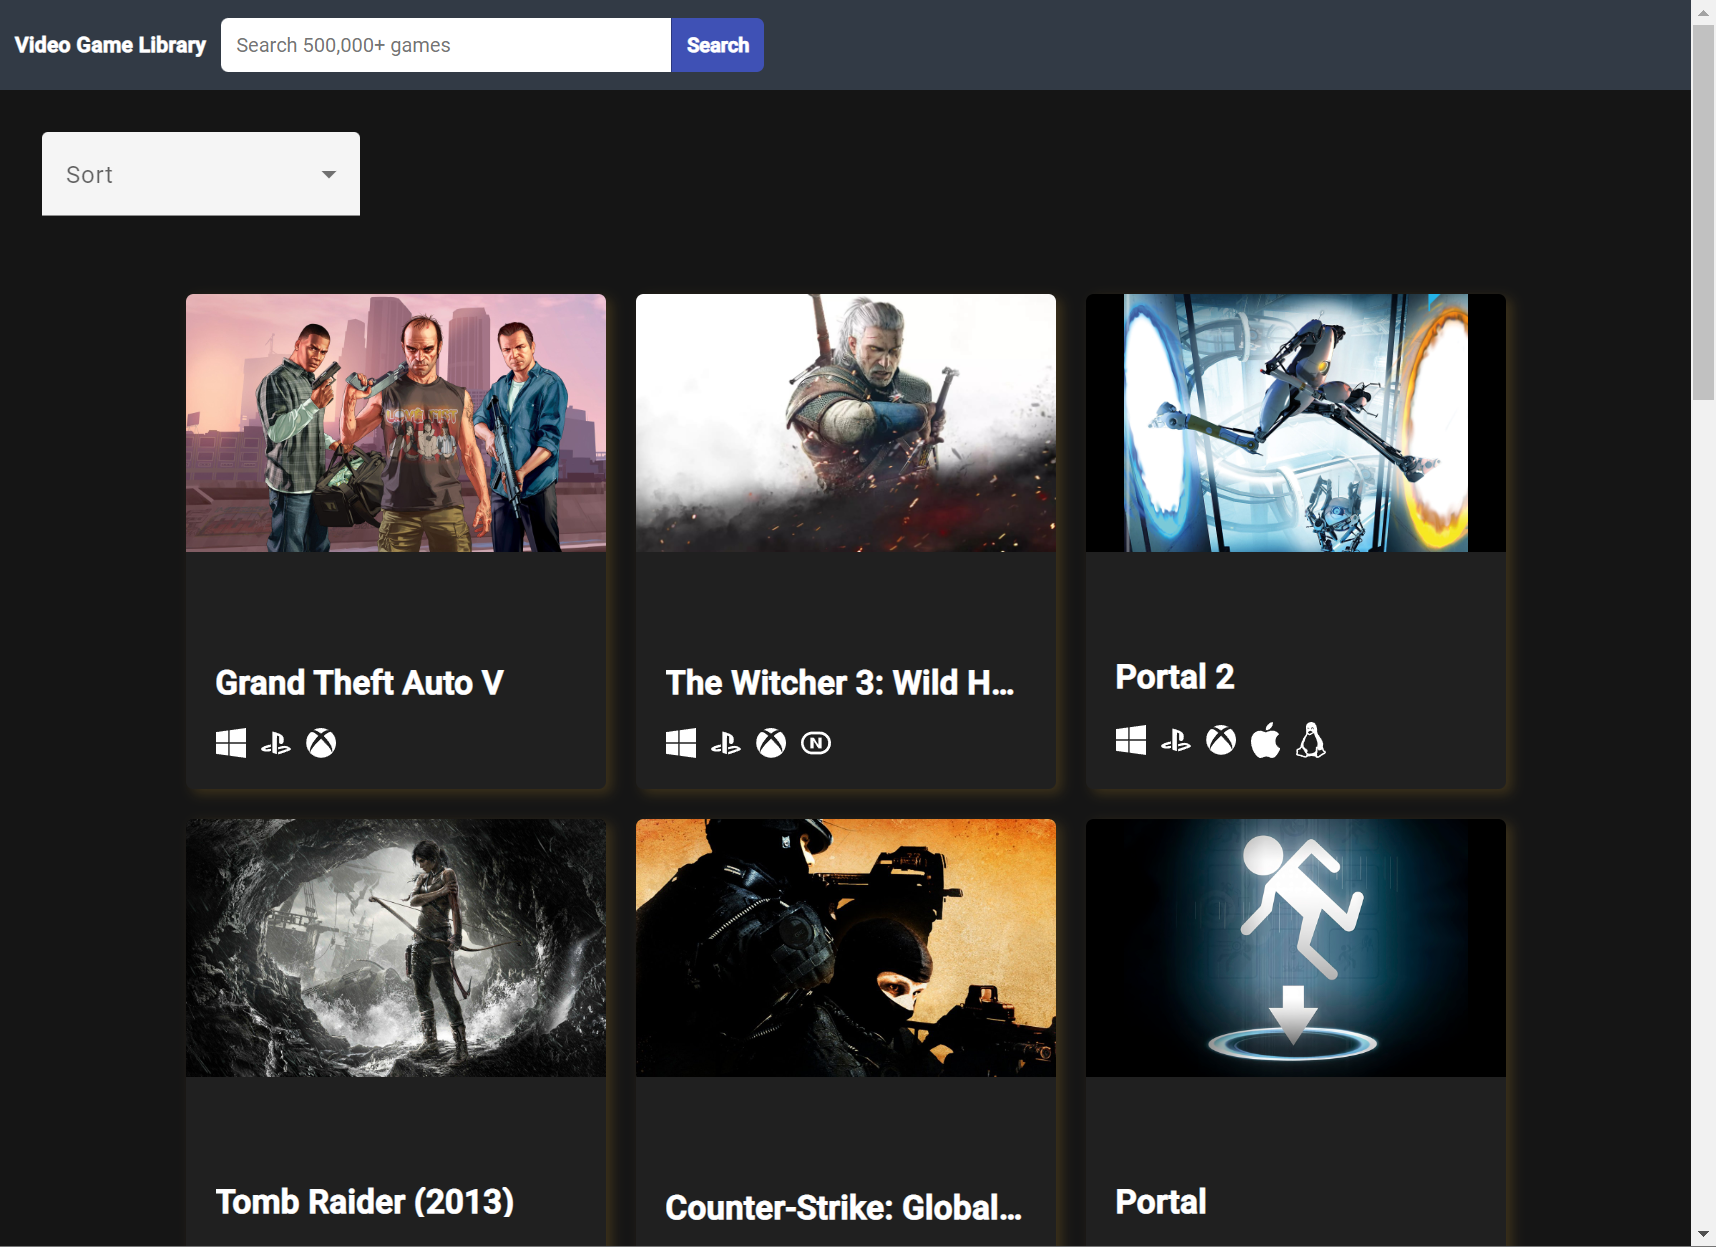 Video Game Library
Search 500,000+ games
Search
Sort
Grand Theft Auto V
The Witcher 3: Wild H...
Portal 2
Tomb Raider (2013)
Counter-Strike: Global...
Portal